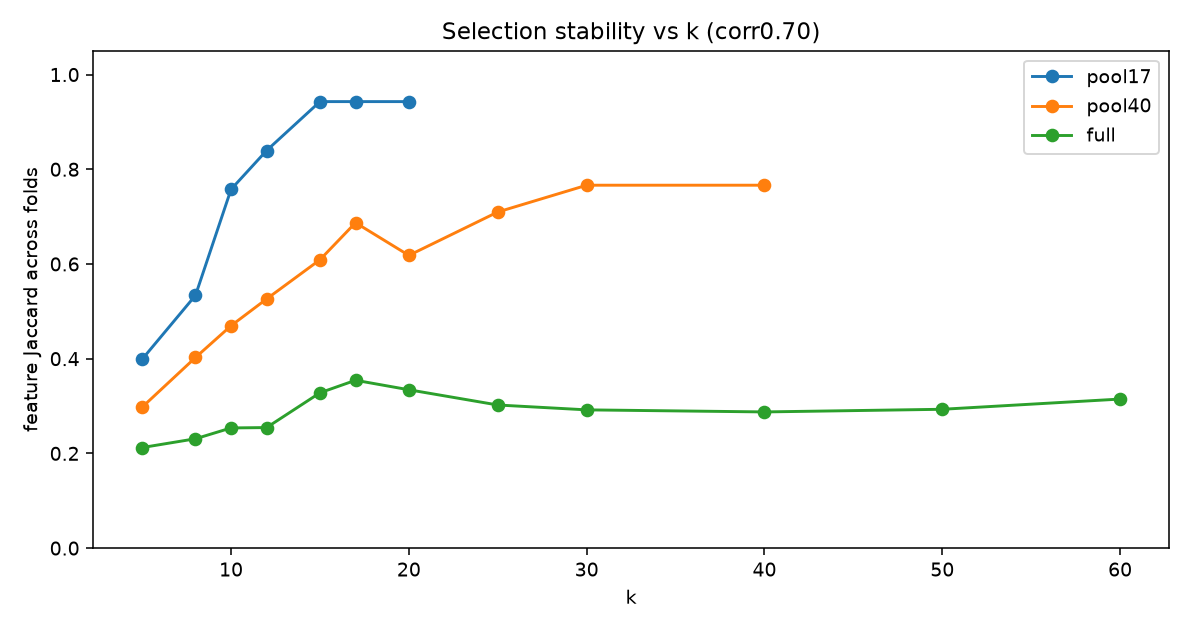 Selection stability vs k (corr0.70)
pool17
pool40
full
feature Jaccard across folds
1.0
0.8
0.6
0.4
0.2
0.0
10 20 30 40 50 60
k